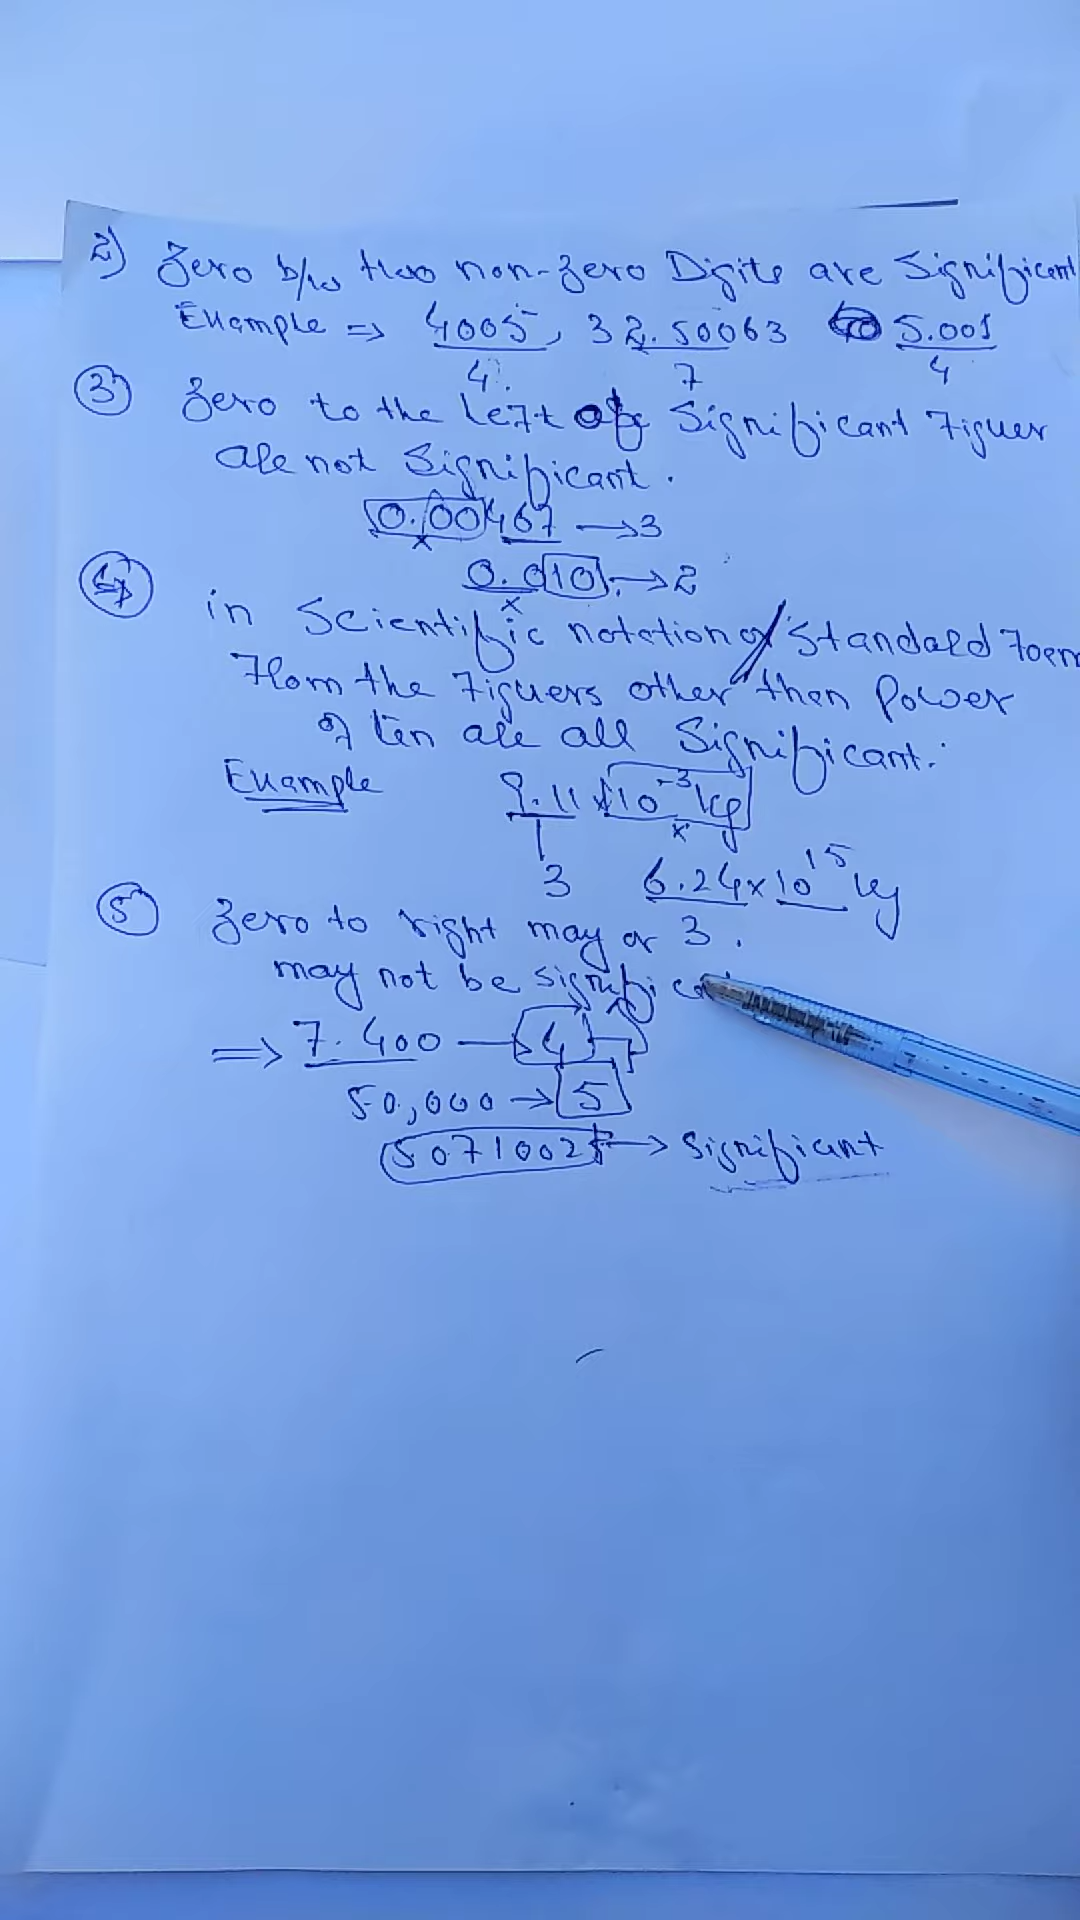 2) Zero b/w two non-zero Digits are Significant
Example => 4005, 32.50063 5.001
4. 7 4
3 Zero to the left of Significant Figuer
are not Significant.
0.00467 → 3
x
0.010. → 2
x
4 in Scientific notation or Standard Form
From the Figuers other than Power
of ten are all Significant.
Example 9.11 x 10⁻³ kg
x
3 6.24 x 10¹⁵ kg
5 Zero to right may or 3.
may not be Significant
=> 7.400 → 4
50,000 → 5
5071002 → Significant